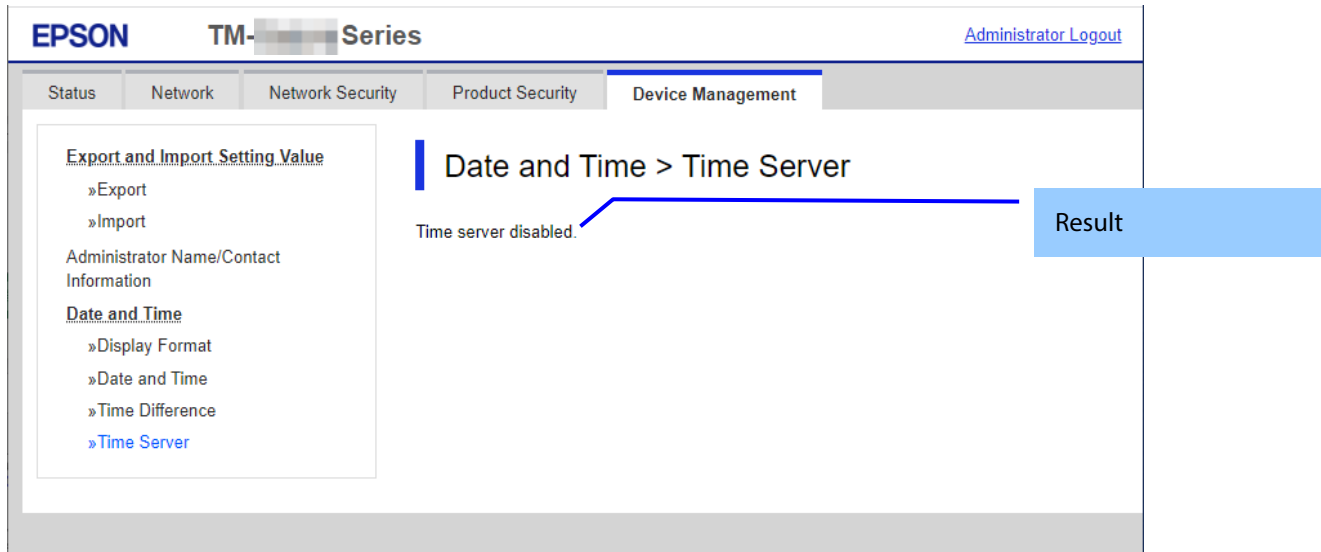 EPSON TM- Series Administrator Logout
Status Network Network Security Product Security Device Management
Export and Import Setting Value
»Export
»Import
Administrator Name/Contact
Information
Date and Time
»Display Format
»Date and Time
»Time Difference
»Time Server
Date and Time > Time Server
Time server disabled.
Result